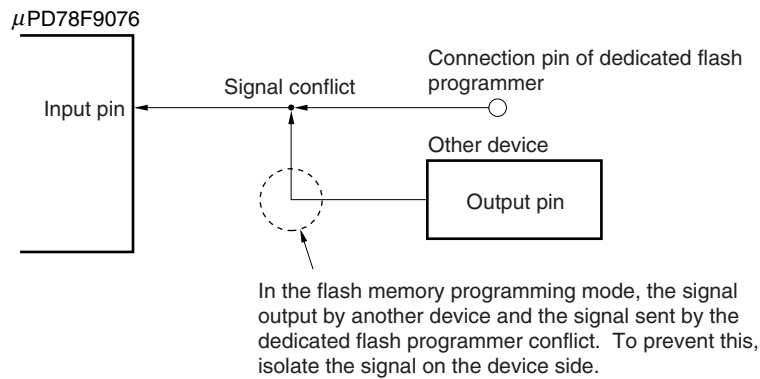 μPD78F9076
Connection pin of dedicated flash
programmer
Signal conflict
Input pin
Other device
Output pin
In the flash memory programming mode, the signal
output by another device and the signal sent by the
dedicated flash programmer conflict.  To prevent this,
isolate the signal on the device side.